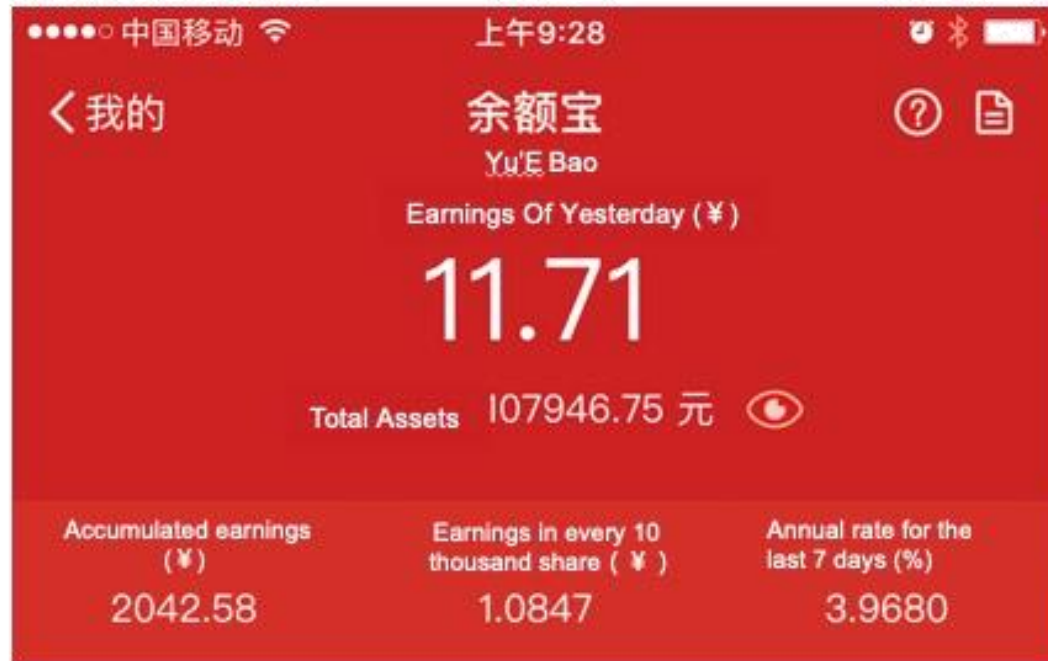 中国移动 上午9:28
我的 余额宝
Yu'E Bao
Earnings Of Yesterday (¥)
11.71
Total Assets 107946.75 元
Accumulated earnings
(¥)
2042.58
Earnings in every 10
thousand share ( ¥ )
1.0847
Annual rate for the
last 7 days (%)
3.9680